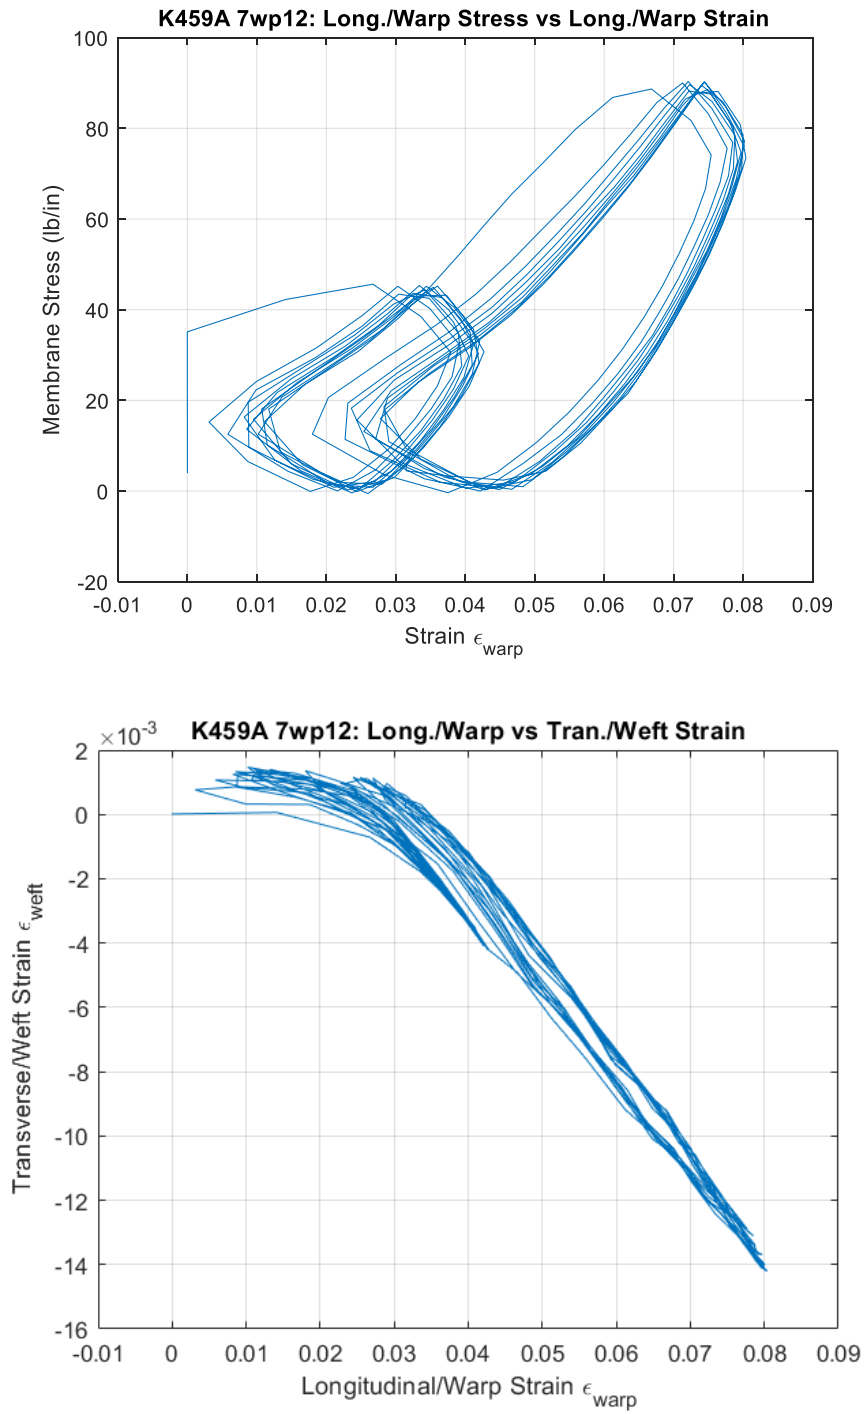 K459A 7wp12: Long./Warp Stress vs Long./Warp Strain
100
80
60
40
20
0
-20
Membrane Stress (lb/in)
-0.01 0 0.01 0.02 0.03 0.04 0.05 0.06 0.07 0.08 0.09
Strain ϵwarp
K459A 7wp12: Long./Warp vs Tran./Weft Strain
×10-3
2
0
-2
-4
-6
-8
-10
-12
-14
-16
Transverse/Weft Strain ϵweft
-0.01 0 0.01 0.02 0.03 0.04 0.05 0.06 0.07 0.08 0.09
Longitudinal/Warp Strain ϵwarp